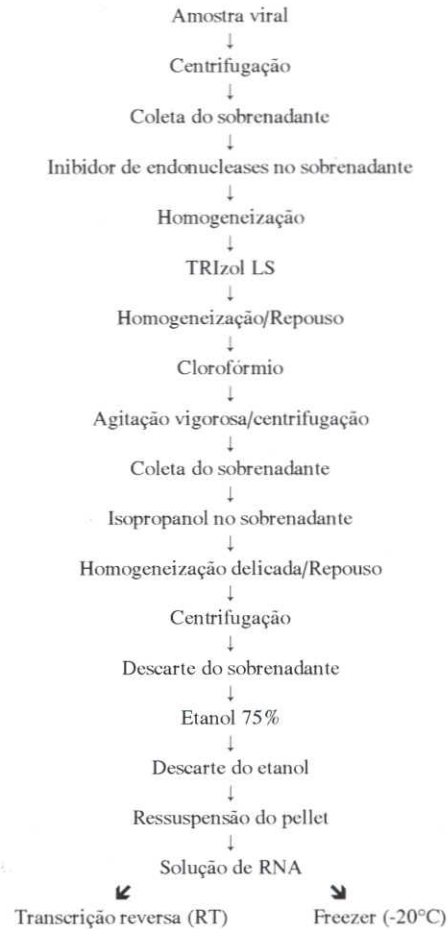 Amostra viral
↓
Centrifugação
↓
Coleta do sobrenadante
↓
Inibidor de endonucleases no sobrenadante
↓
Homogeneização
↓
TRIzol LS
↓
Homogeneização/Repouso
↓
Clorofórmio
↓
Agitação vigorosa/centrifugação
↓
Coleta do sobrenadante
↓
Isopropanol no sobrenadante
↓
Homogeneização delicada/Repouso
↓
Centrifugação
↓
Descarte do sobrenadante
↓
Etanol 75%
↓
Descarte do etanol
↓
Ressuspensão do pellet
↓
Solução de RNA
↙ ↘
Transcrição reversa (RT) Freezer (-20°C)